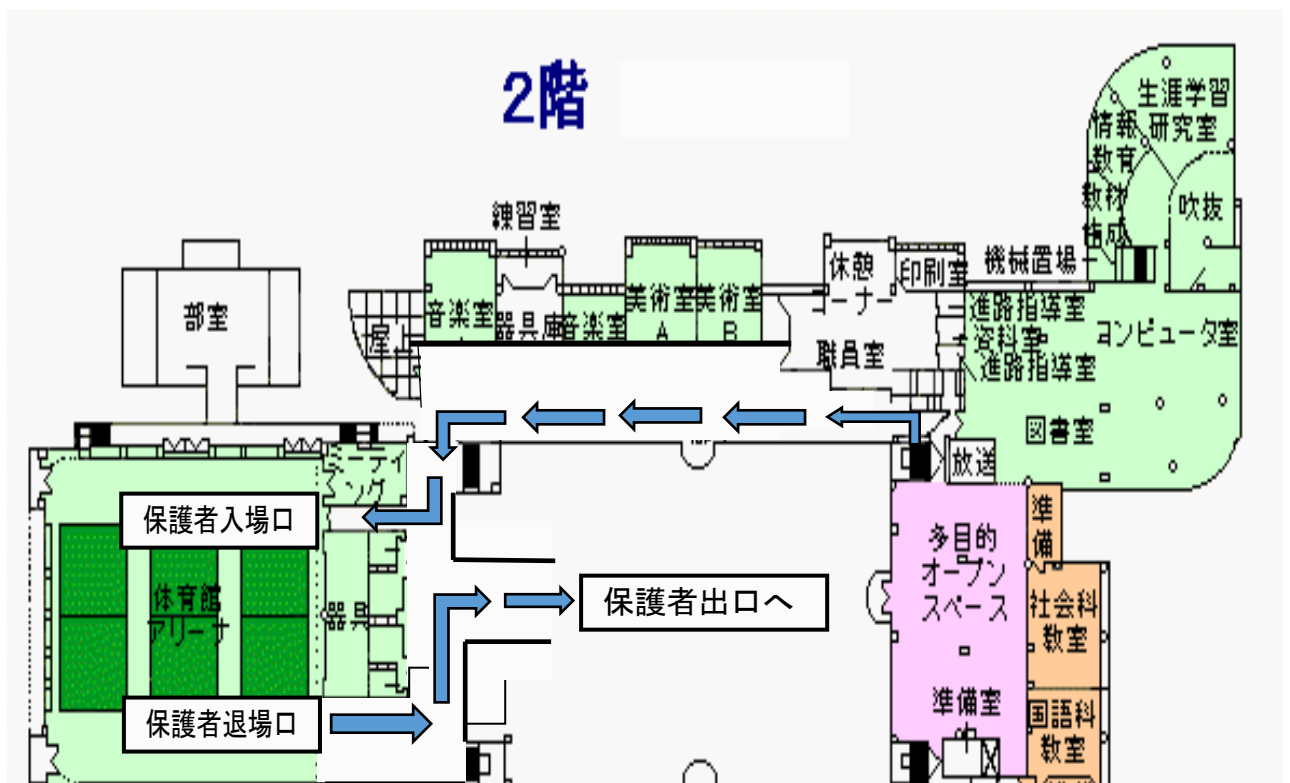 2階
生涯学習
研究室
情報
教育
教材
作成
吹抜
練習室
機械置場
休憩
コーナー
印刷室
部室
音楽室
器具庫
音楽室
美術室
A
美術室
B
進路指導室
資料室
進路指導室
コンピュータ室
屋上
職員室
図書室
放送
ミーティ
ング
保護者入場口
準
備
多目的
オープン
スペース
体育館
アリーナ
器具
保護者出口へ
社会科
教室
保護者退場口
準備室
国語科
教室